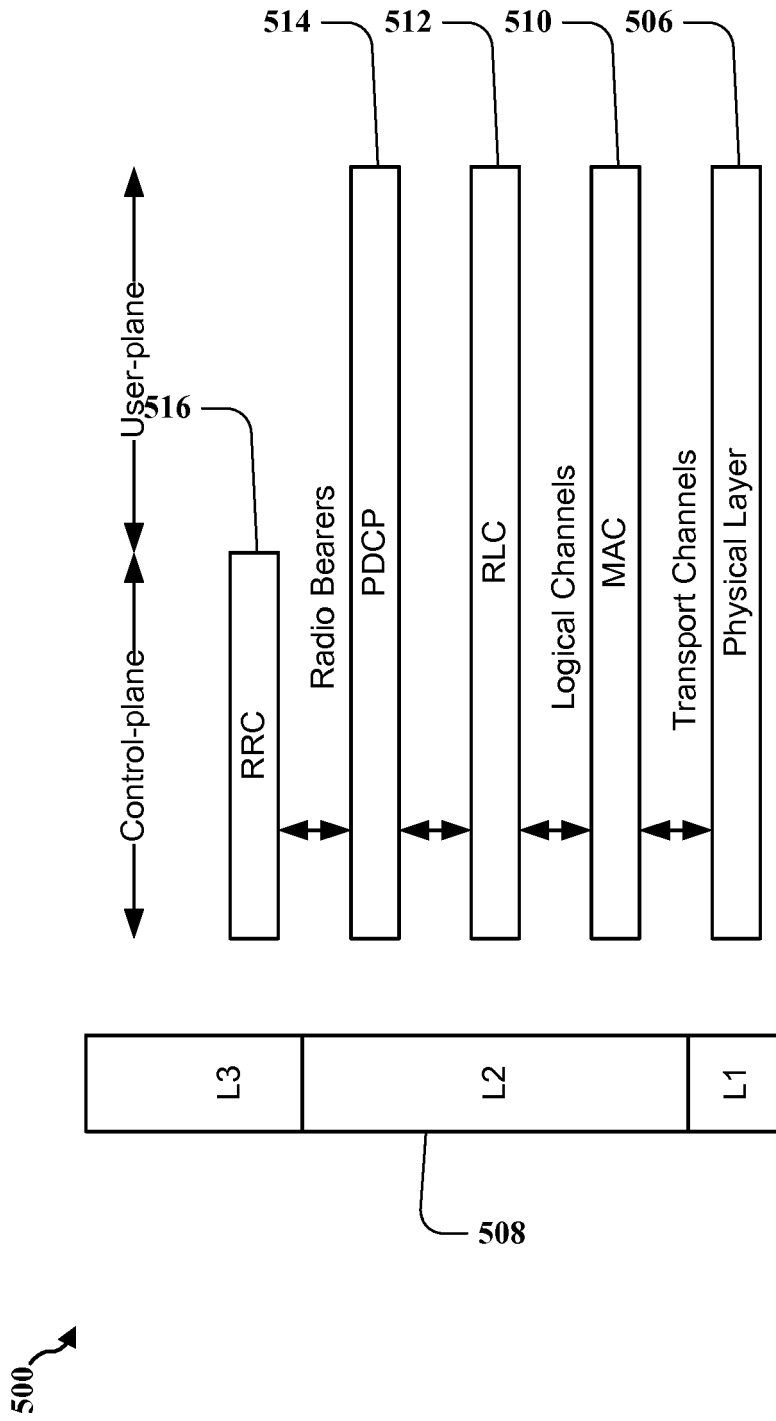 500
Control-plane
User-plane
L3
RRC
516
Radio Bearers
508
L2
PDCP
514
RLC
512
Logical Channels
MAC
510
Transport Channels
L1
Physical Layer
506